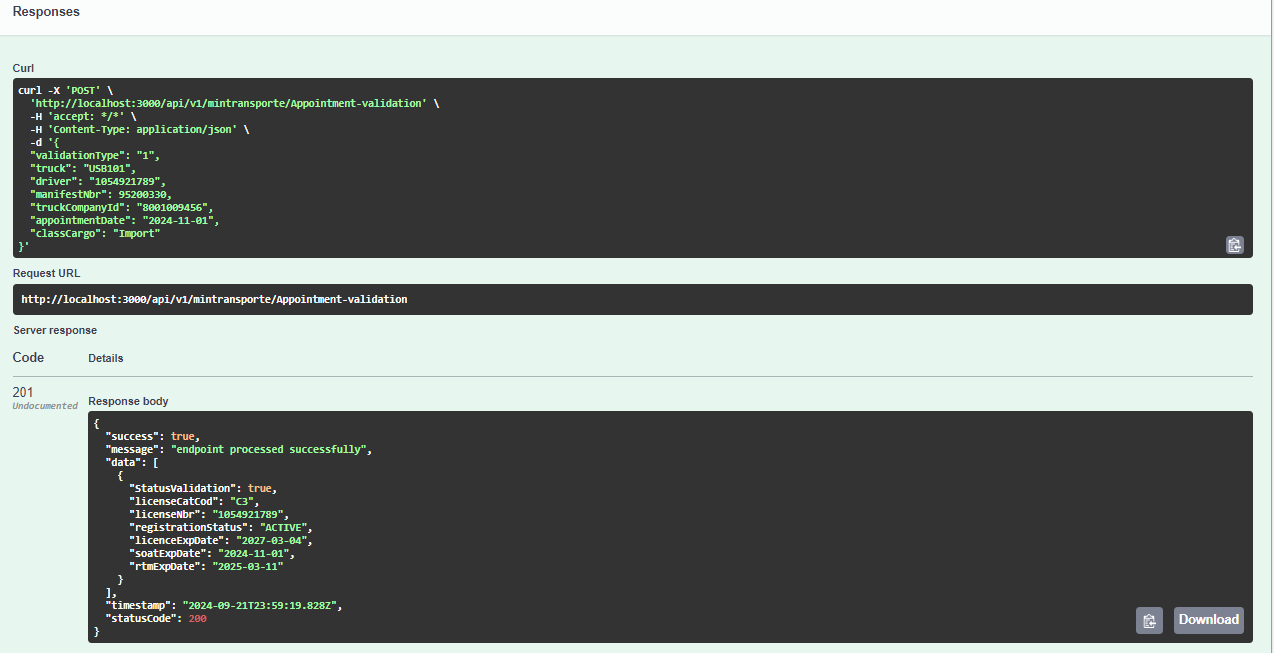 Responses
Curl
curl -X 'POST' \
'http://localhost:3000/api/v1/mintransporte/Appointment-validation' \
-H 'accept: */*' \
-H 'Content-Type: application/json' \
-d '{
"validationType": "1",
"truck": "USB101",
"driver": "1054921789",
"manifestNbr": 95200330,
"truckCompanyId": "8001009456",
"appointmentDate": "2024-11-01",
"classCargo": "Import"
}'
Request URL
http://localhost:3000/api/v1/mintransporte/Appointment-validation
Server response
Code Details
201
Undocumented
Response body
{
"success": true,
"message": "endpoint processed successfully",
"data": [
{
"StatusValidation": true,
"licenseCatCod": "C3",
"licenseNbr": "1054921789",
"registrationStatus": "ACTIVE",
"licenceExpDate": "2027-03-04",
"soatExpDate": "2024-11-01",
"rtmExpDate": "2025-03-11"
}
],
"timestamp": "2024-09-21T23:59:19.828Z",
"statusCode": 200
}
Download